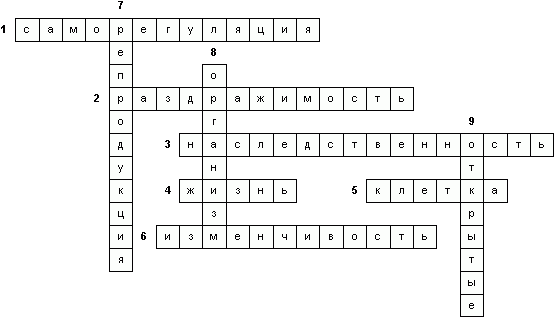 7
1 саморегуляция
8
2 раздражимость
9
3 наследственность
4 жизнь
5 клетка
6 изменчивость
репродукция
организм
открытые